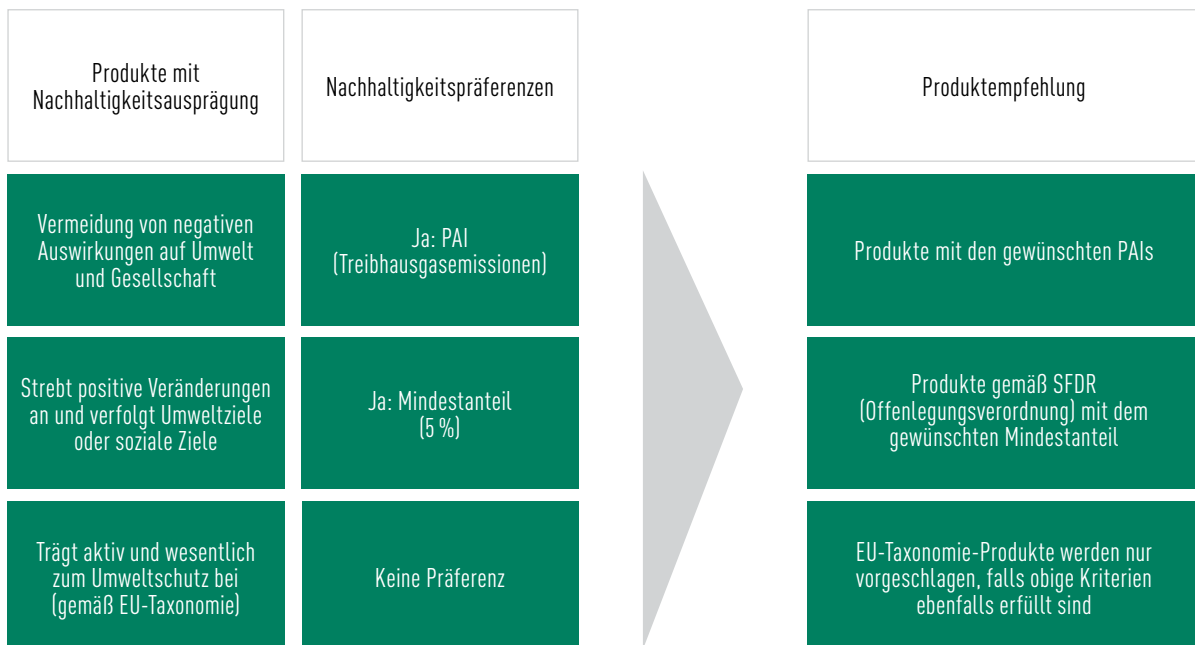 Produkte mit
Nachhaltigkeitsausprägung
Nachhaltigkeitspräferenzen
Produktempfehlung
Vermeidung von negativen
Auswirkungen auf Umwelt
und Gesellschaft
Ja: PAI
(Treibhausgasemissionen)
Produkte mit den gewünschten PAIs
Strebt positive Veränderungen
an und verfolgt Umweltziele
oder soziale Ziele
Ja: Mindestanteil
(5 %)
Produkte gemäß SFDR
(Offenlegungsverordnung) mit dem
gewünschten Mindestanteil
Trägt aktiv und wesentlich
zum Umweltschutz bei
(gemäß EU-Taxonomie)
Keine Präferenz
EU-Taxonomie-Produkte werden nur
vorgeschlagen, falls obige Kriterien
ebenfalls erfüllt sind